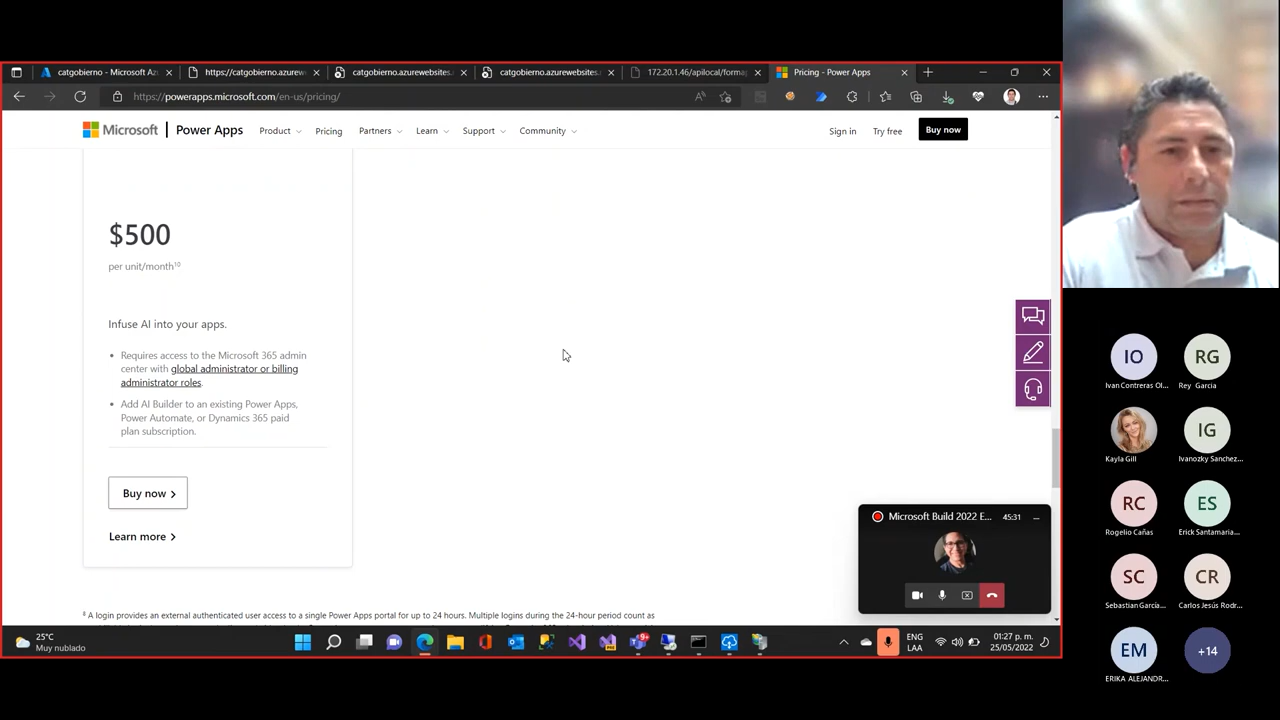 catgobierno - Microsoft Az
https://catgobierno.azurew
catgobierno.azurewebsites.
catgobierno.azurewebsites.
172.20.1.46/apilocal/forma
Pricing - Power Apps
https://powerapps.microsoft.com/en-us/pricing/
Microsoft
Power Apps
Product
Pricing
Partners
Learn
Support
Community
Sign in
Try free
Buy now
$500
per unit/month¹⁰
Infuse AI into your apps.
• Requires access to the Microsoft 365 admin
center with global administrator or billing
administrator roles.
• Add AI Builder to an existing Power Apps,
Power Automate, or Dynamics 365 paid
plan subscription.
Buy now >
Learn more >
⁸ A login provides an external authenticated user access to a single Power Apps portal for up to 24 hours. Multiple logins during the 24-hour period count as
Microsoft Build 2022 E...
45:31
...
25°C
Muy nublado
9+
ENG
LAA
01:27 p. m.
25/05/2022
IO
Ivan Contreras Ol...
RG
Rey Garcia
Kayla Gill
IG
Ivanozky Sanchez...
RC
Rogelio Cañas
ES
Erick Santamaria...
SC
Sebastian Garcia...
CR
Carlos Jesús Rodr...
EM
ERIKA ALEJANDR...
+14